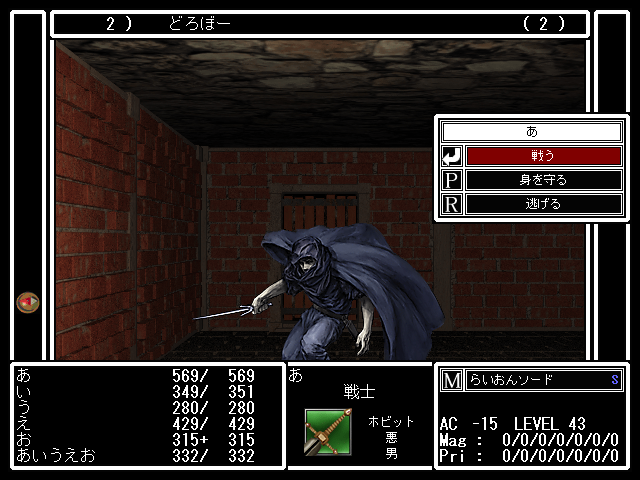 2 ) どろぼー ( 2 )
あ
戦う
P 身を守る
R 逃げる
あ 569/ 569
い 349/ 351
う 280/ 280
え 429/ 429
お 315+ 315
あいうえお 332/ 332
あ
戦士
ホビット
悪
男
M らいおんソード S
AC -15 LEVEL 43
Mag : 0/0/0/0/0/0/0
Pri : 0/0/0/0/0/0/0